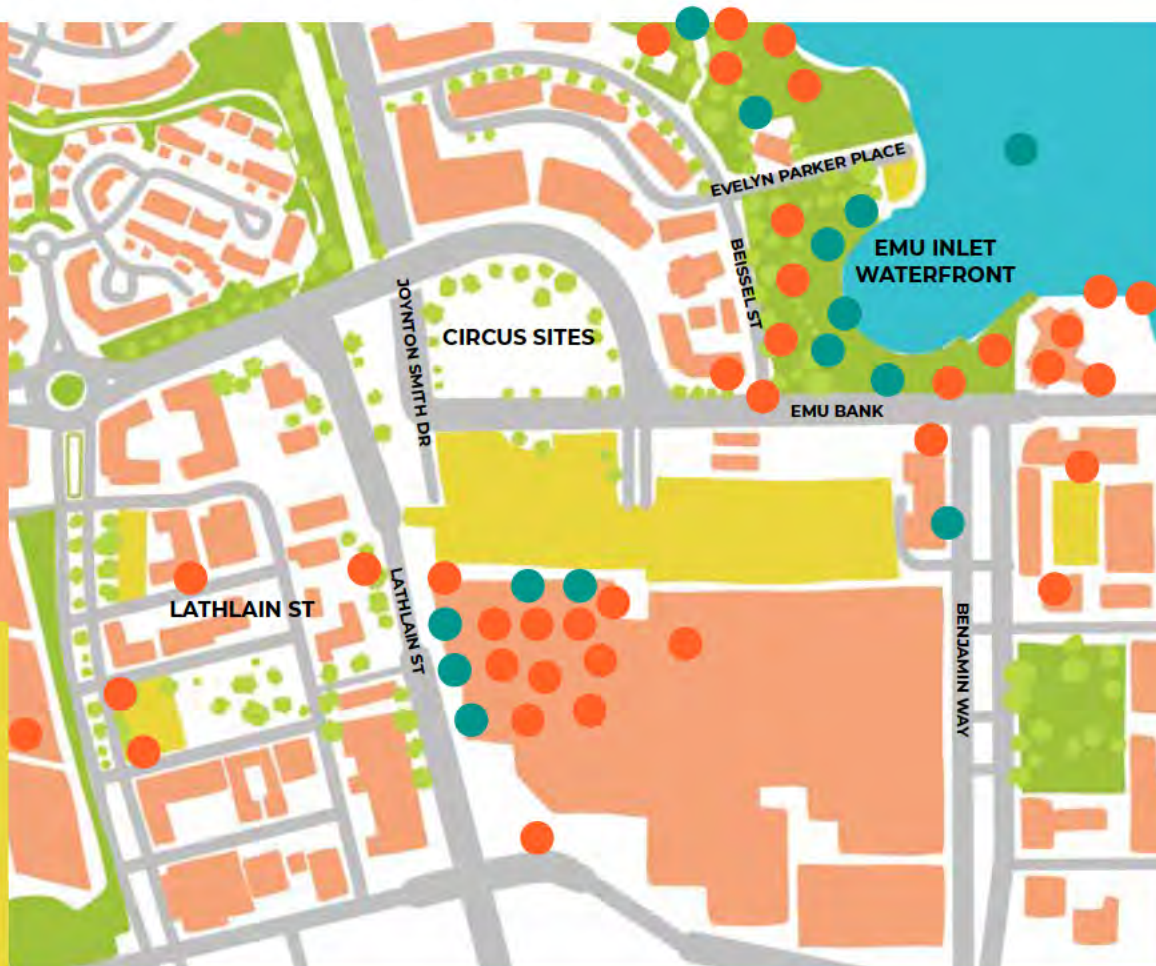 EVELYN PARKER PLACE
EMU INLET
WATERFRONT
BEISSEL ST
JOYNTON SMITH DR
CIRCUS SITES
EMU BANK
LATHLAIN ST
LATHLAIN ST
BENJAMIN WAY